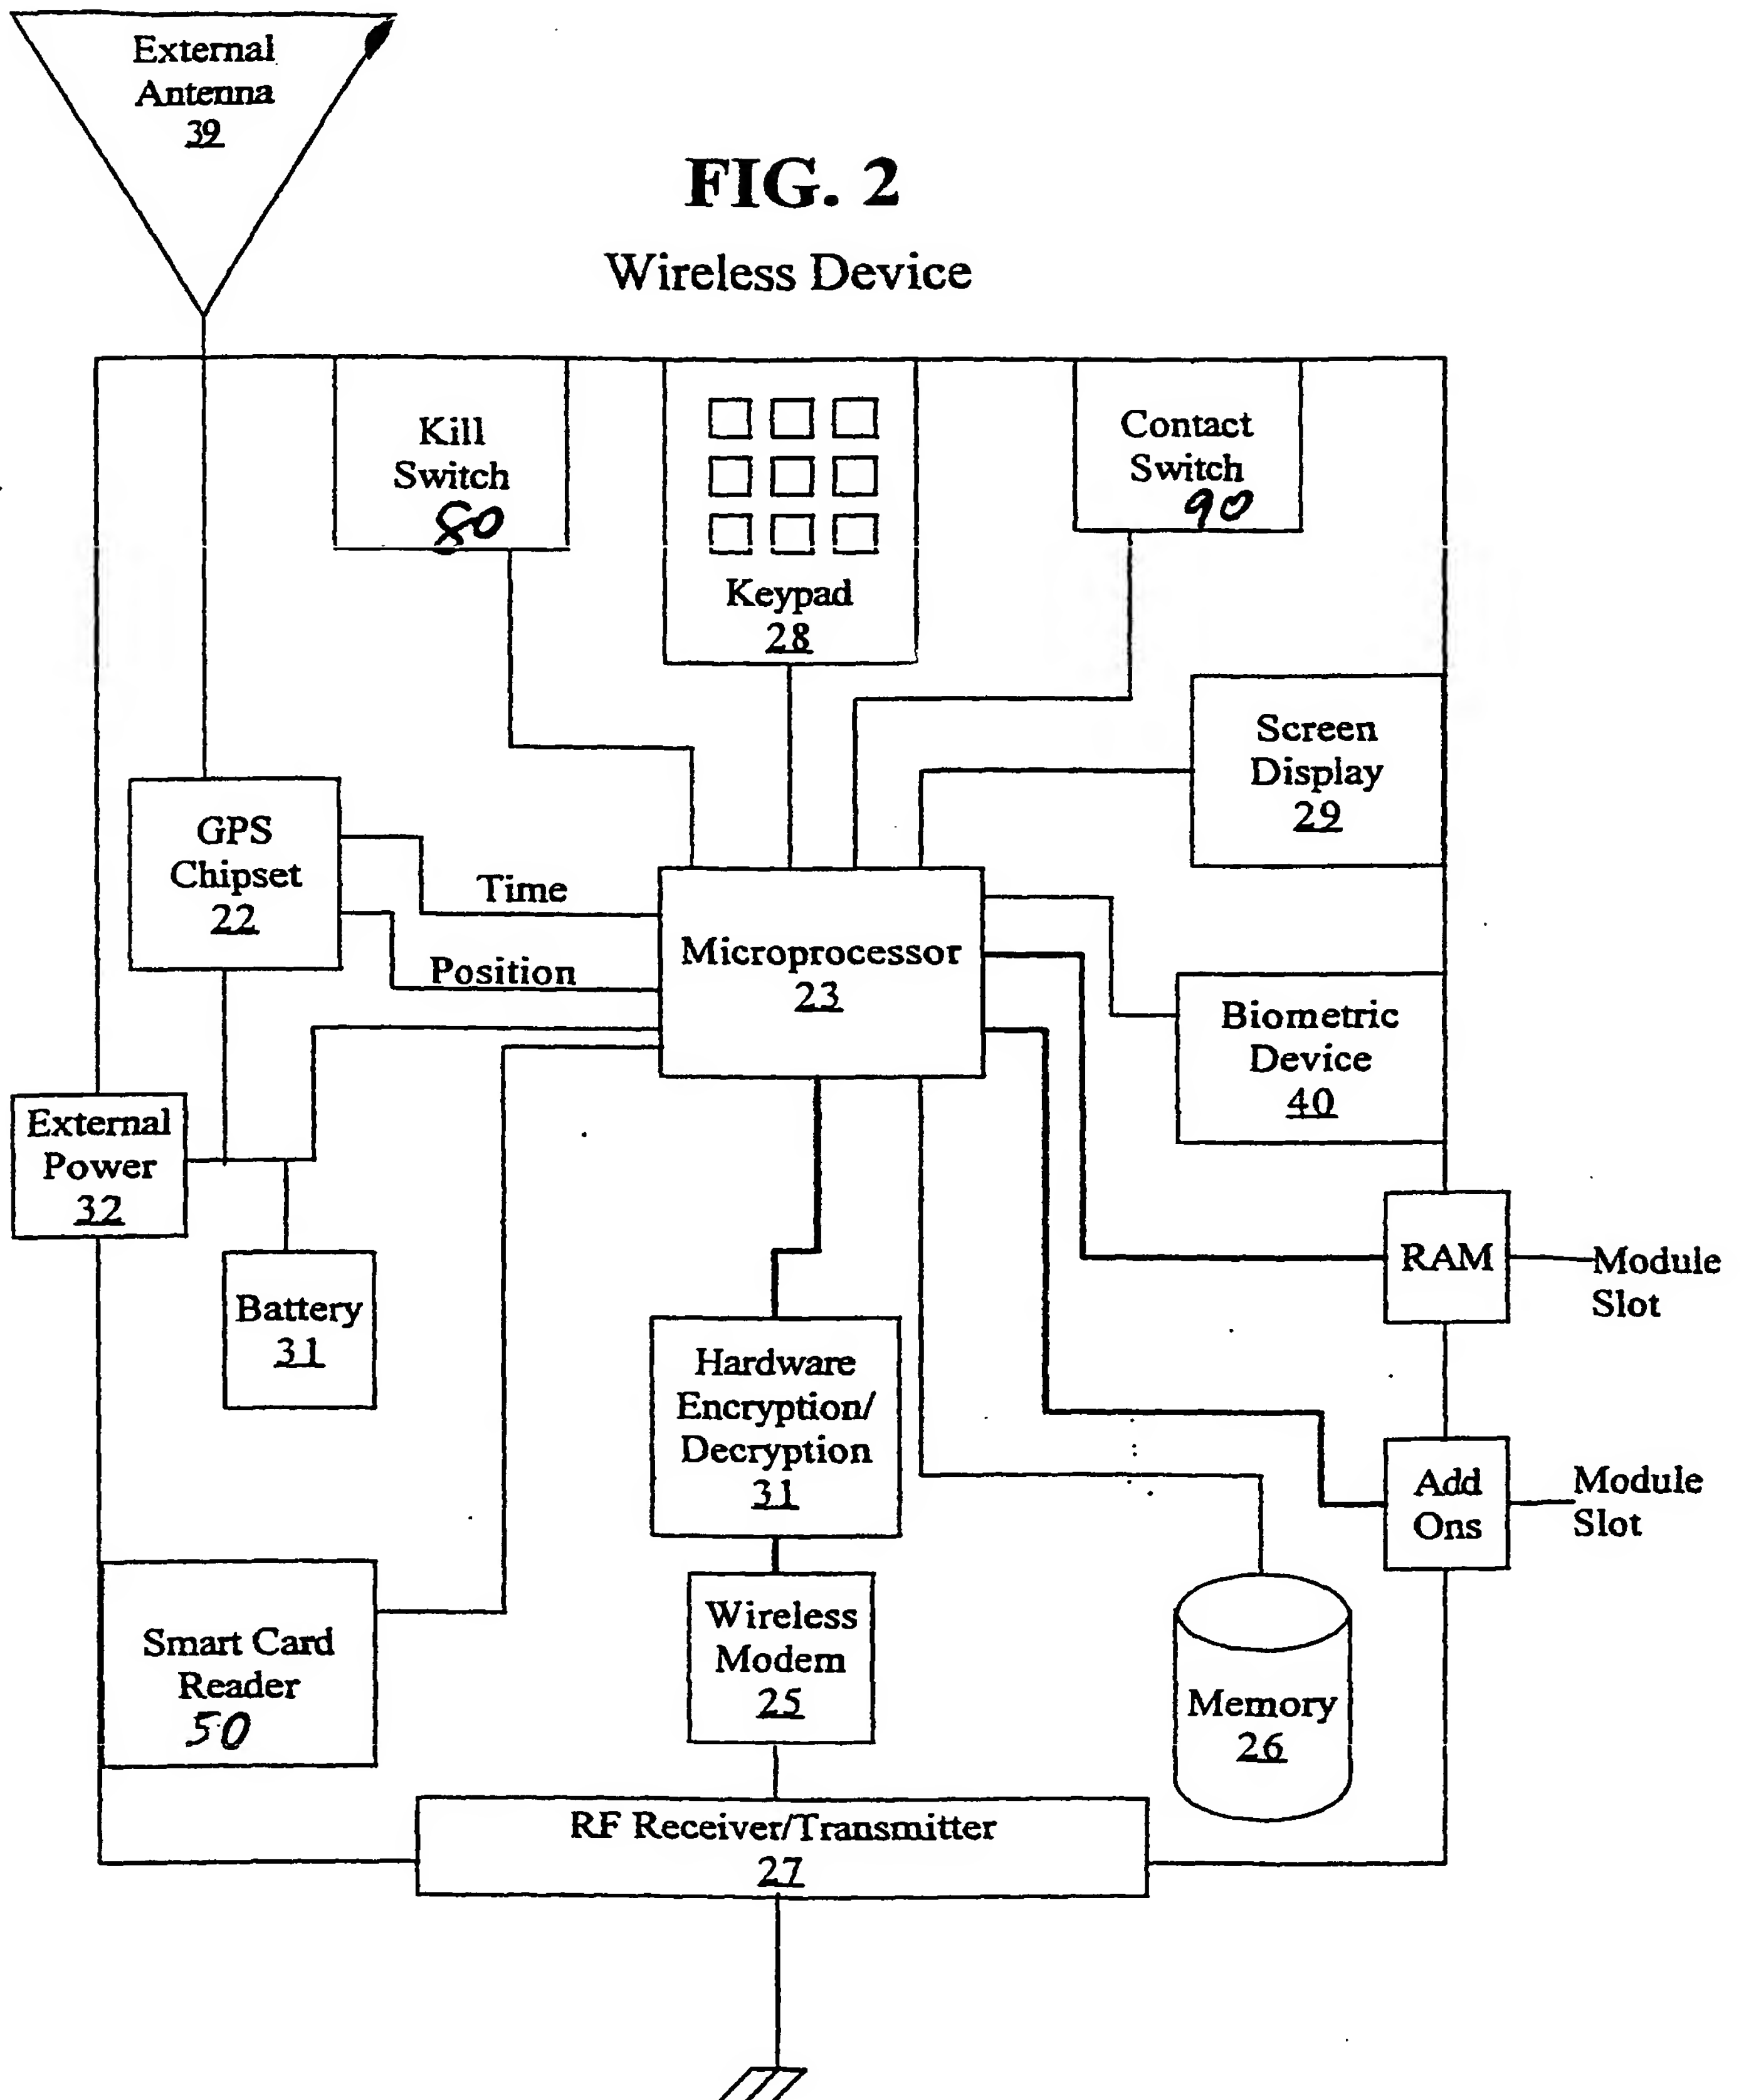 External
Antenna
39
FIG. 2
Wireless Device
Kill
Switch
80
Keypad
28
Contact
Switch
90
Screen
Display
29
GPS
Chipset
22
Time
Position
Microprocessor
23
Biometric
Device
40
External
Power
32
RAM
Module
Slot
Battery
31
Hardware
Encryption/
Decryption
31
Add
Ons
Module
Slot
Smart Card
Reader
50
Wireless
Modem
25
Memory
26
RF Receiver/Transmitter
27